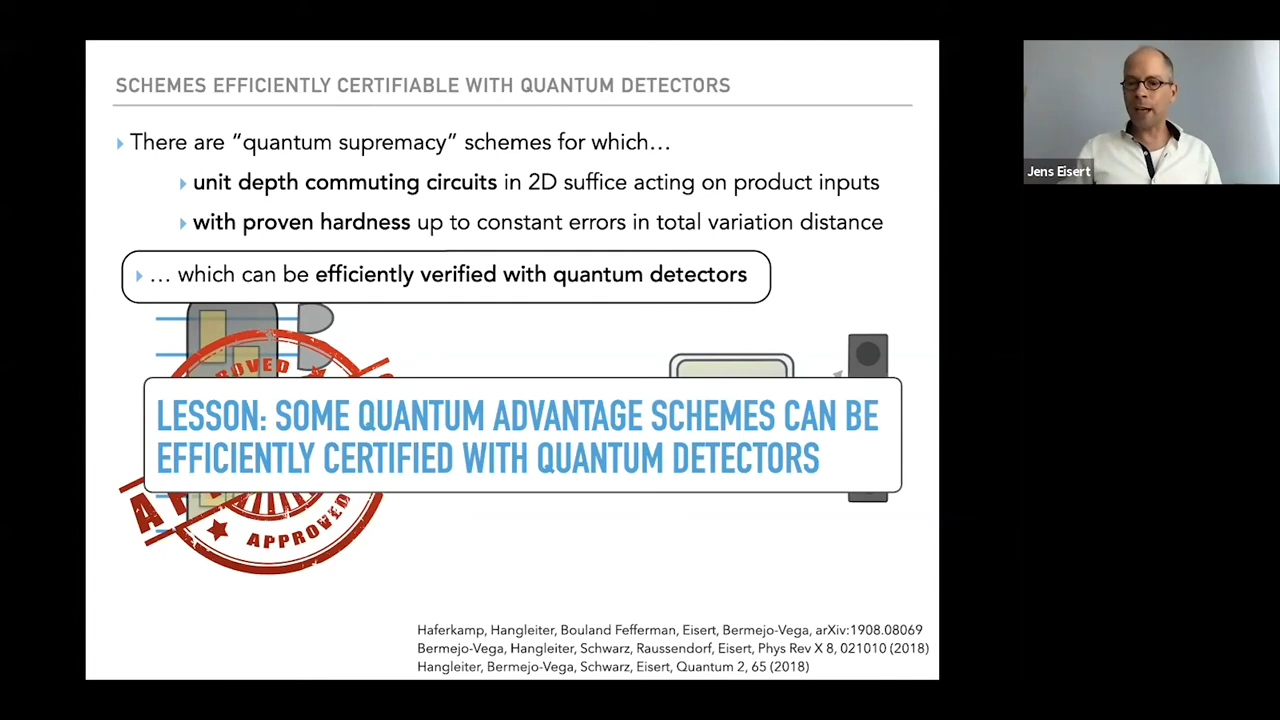 SCHEMES EFFICIENTLY CERTIFIABLE WITH QUANTUM DETECTORS
There are “quantum supremacy” schemes for which…
unit depth commuting circuits in 2D suffice acting on product inputs
with proven hardness up to constant errors in total variation distance
… which can be efficiently verified with quantum detectors
Jens Eisert
LESSON: SOME QUANTUM ADVANTAGE SCHEMES CAN BE
EFFICIENTLY CERTIFIED WITH QUANTUM DETECTORS
APPROVED
Haferkamp, Hangleiter, Bouland Fefferman, Eisert, Bermejo-Vega, arXiv:1908.08069
Bermejo-Vega, Hangleiter, Schwarz, Raussendorf, Eisert, Phys Rev X 8, 021010 (2018)
Hangleiter, Bermejo-Vega, Schwarz, Eisert, Quantum 2, 65 (2018)